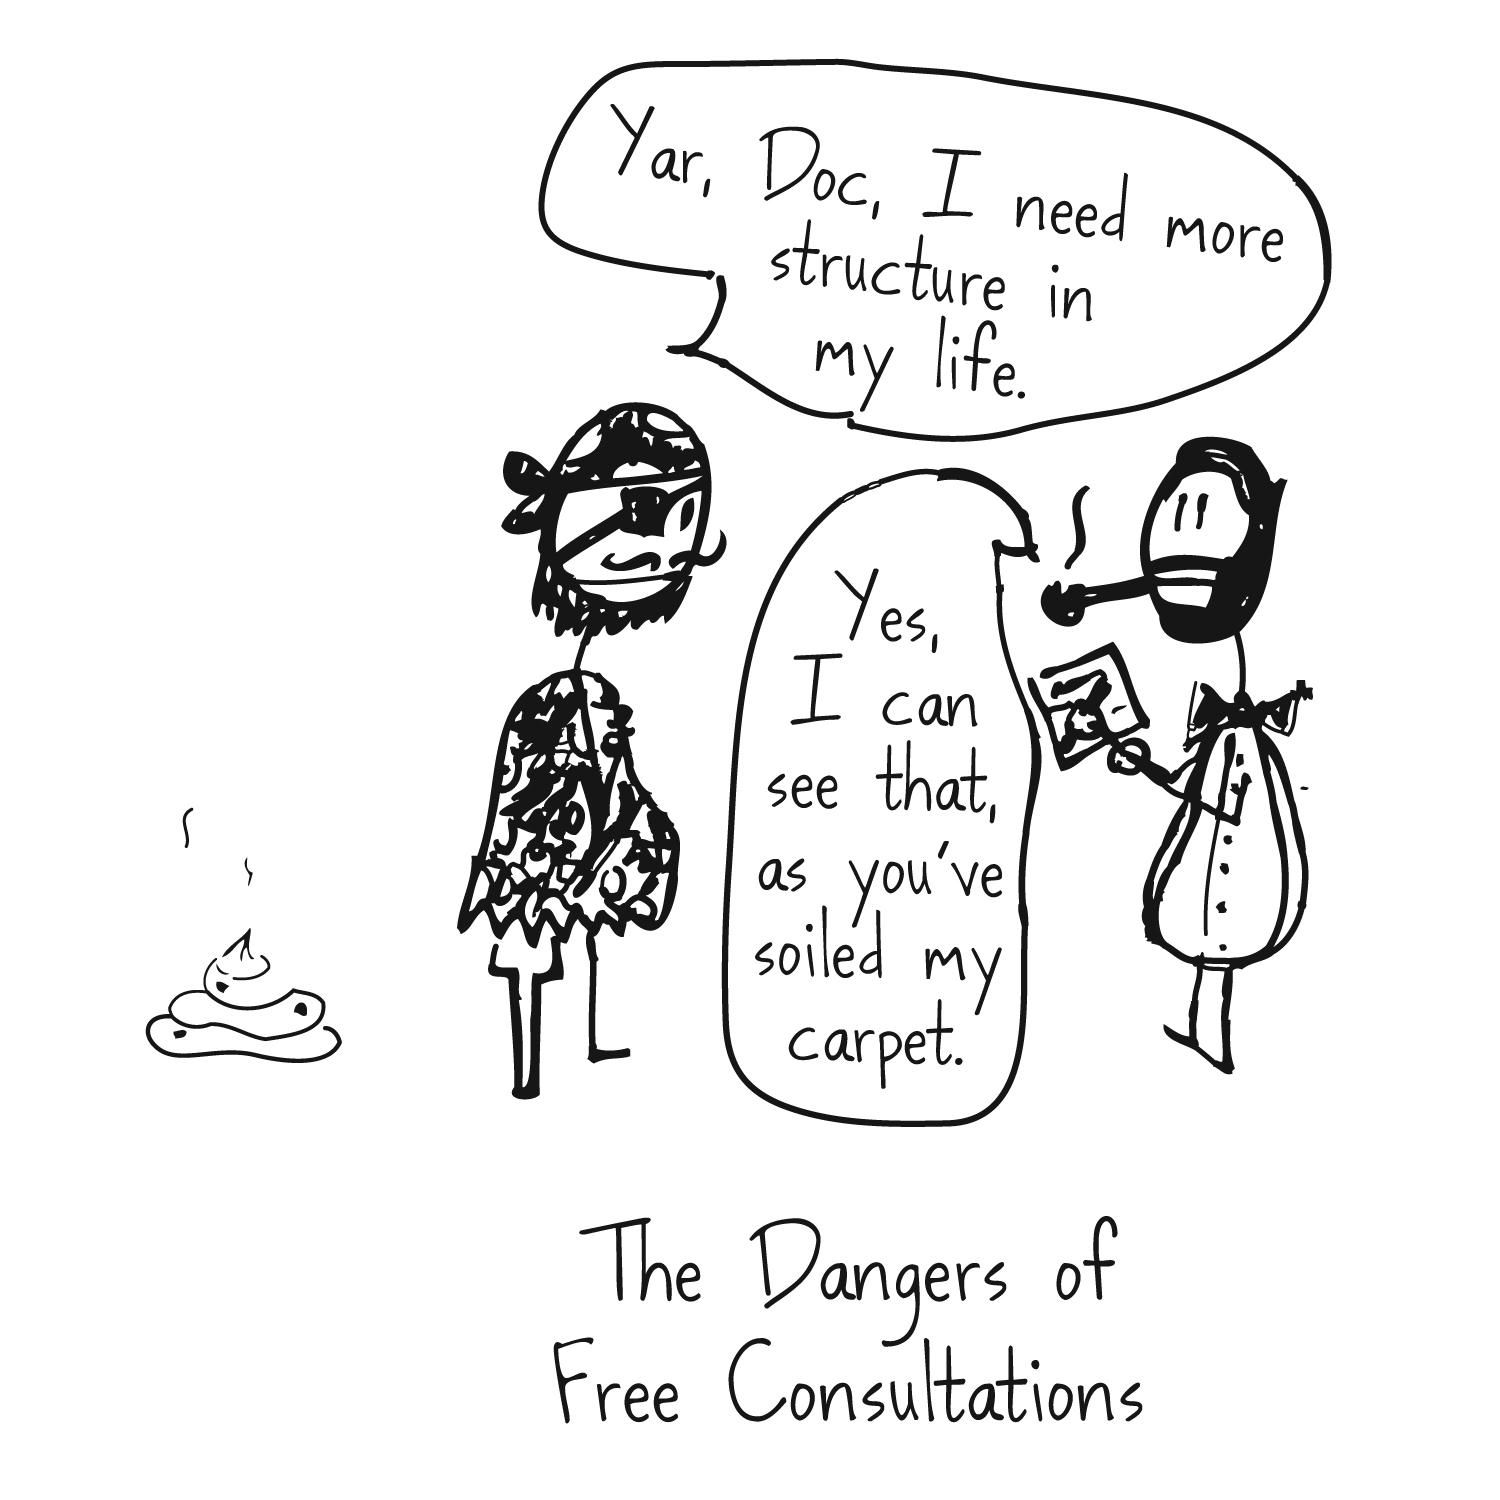 Yar, Doc, I need more
structure in
my life.
Yes,
I can
see that,
as you've
soiled my
carpet.
The Dangers of
Free Consultations